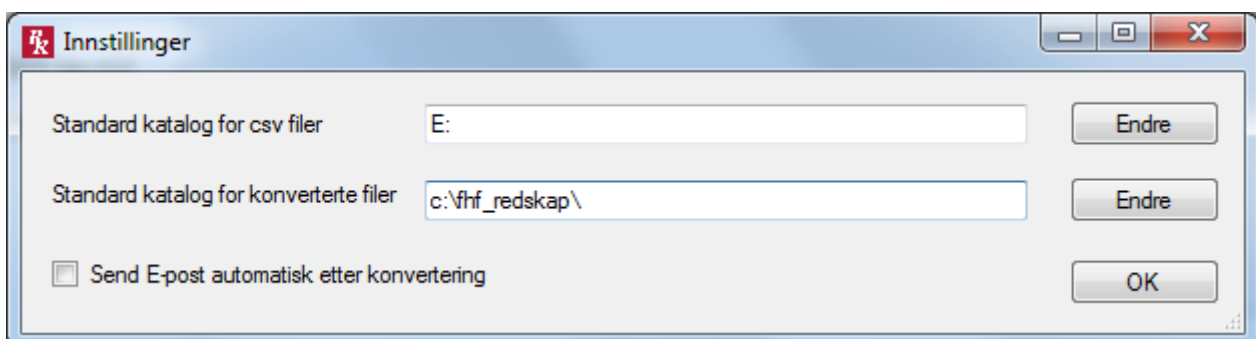 RK Innstillinger
Standard katalog for csv filer E: Endre
Standard katalog for konverterte filer c:\fhf_redskap\ Endre
Send E-post automatisk etter konvertering OK